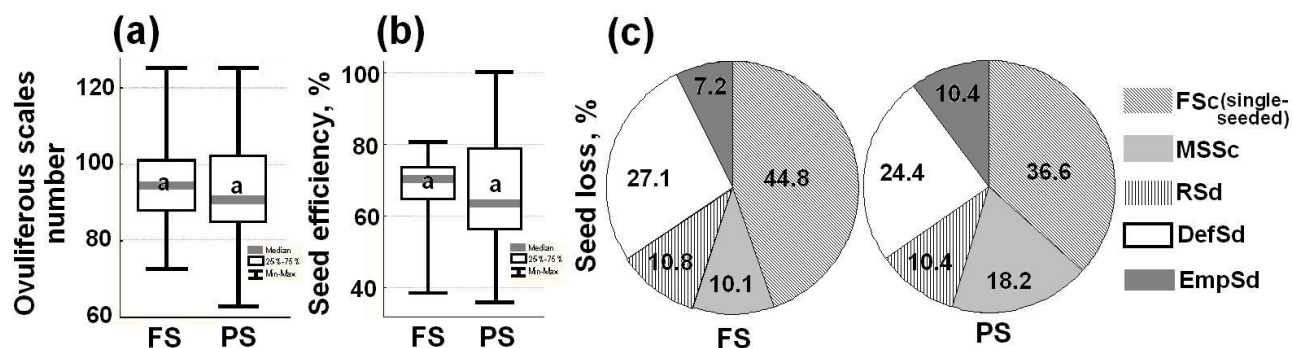 (a)
Ovuliferous scales
number
120
100
80
60
a
a
Median
25%-75%
Min-Max
FS
PS
(b)
Seed efficiency, %
100
80
60
40
a
a
Median
25%-75%
Min-Max
FS
PS
(c)
Seed loss, %
7.2
44.8
27.1
10.8
10.1
FS
10.4
36.6
24.4
10.4
18.2
PS
FSc(single-
seeded)
MSSc
RSd
DefSd
EmpSd